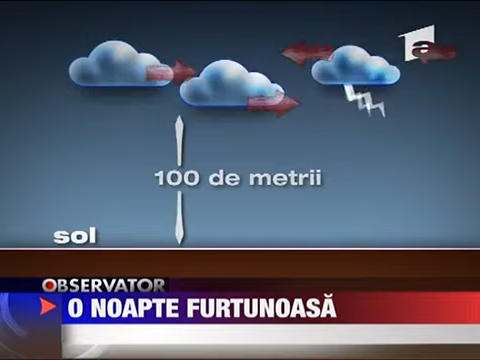 a
100 de metrii
sol
OBSERVATOR
O NOAPTE FURTUNOASĂ